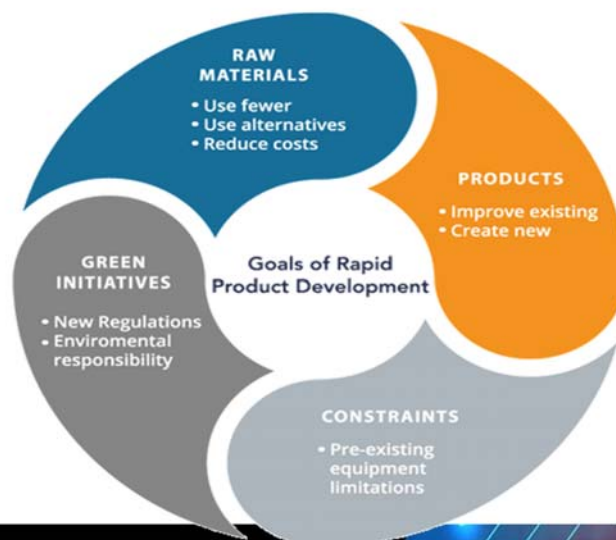 RAW
MATERIALS
• Use fewer
• Use alternatives
• Reduce costs
PRODUCTS
• Improve existing
• Create new
Goals of Rapid
Product Development
GREEN
INITIATIVES
• New Regulations
• Enviromental
responsibility
CONSTRAINTS
• Pre-existing
equipment
limitations